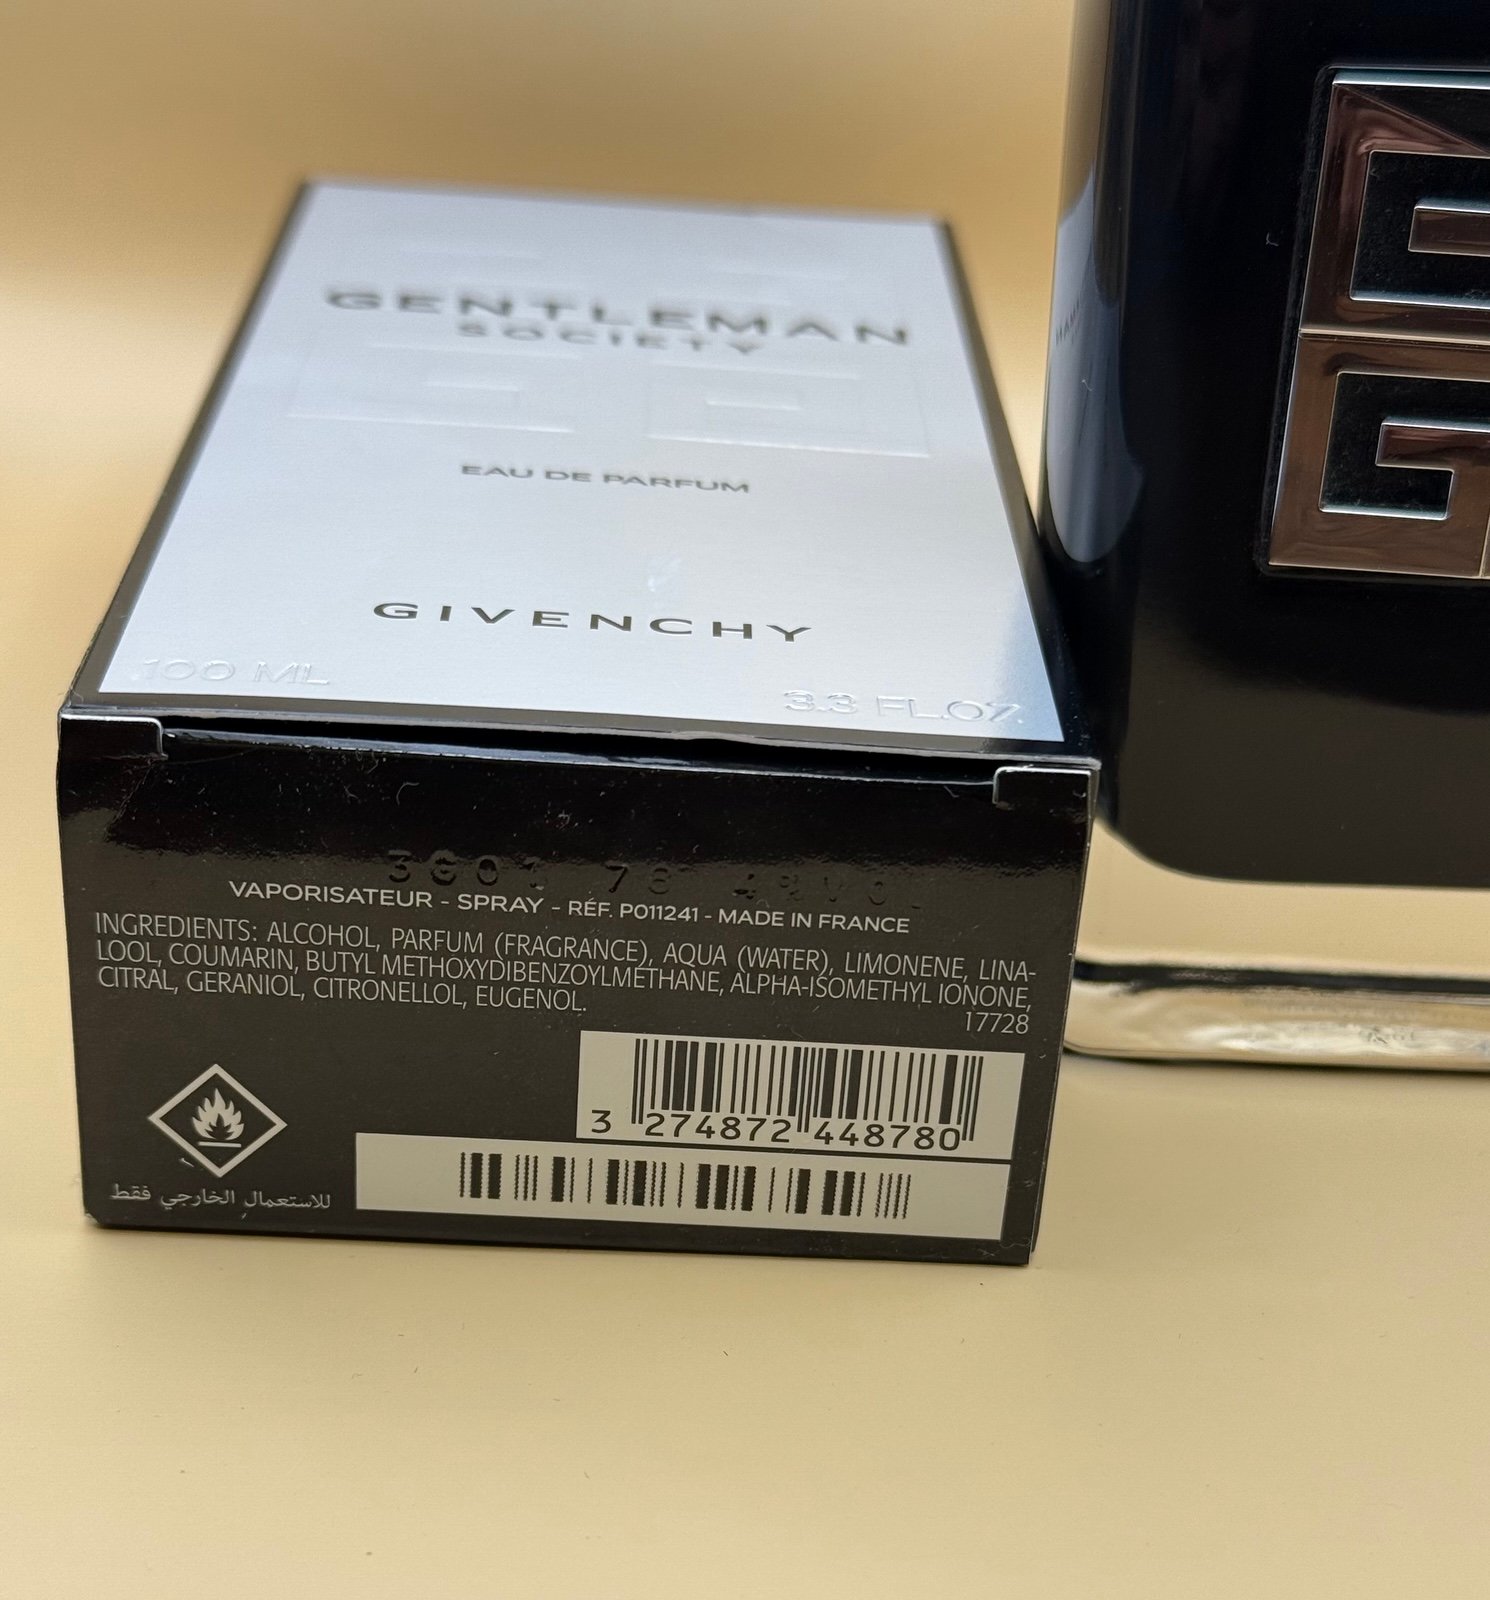 GENTLEMAN
SOCIETY
EAU DE PARFUM
GIVENCHY
100 ML
3.3 FL.OZ.
VAPORISATEUR - SPRAY - RÉF. P011241 - MADE IN FRANCE
INGREDIENTS: ALCOHOL, PARFUM (FRAGRANCE), AQUA (WATER), LIMONENE, LINA-
LOOL, COUMARIN, BUTYL METHOXYDIBENZOYLMETHANE, ALPHA-ISOMETHYL IONONE,
CITRAL, GERANIOL, CITRONELLOL, EUGENOL.
17728
3 274872 448780
للاستعمال الخارجي فقط